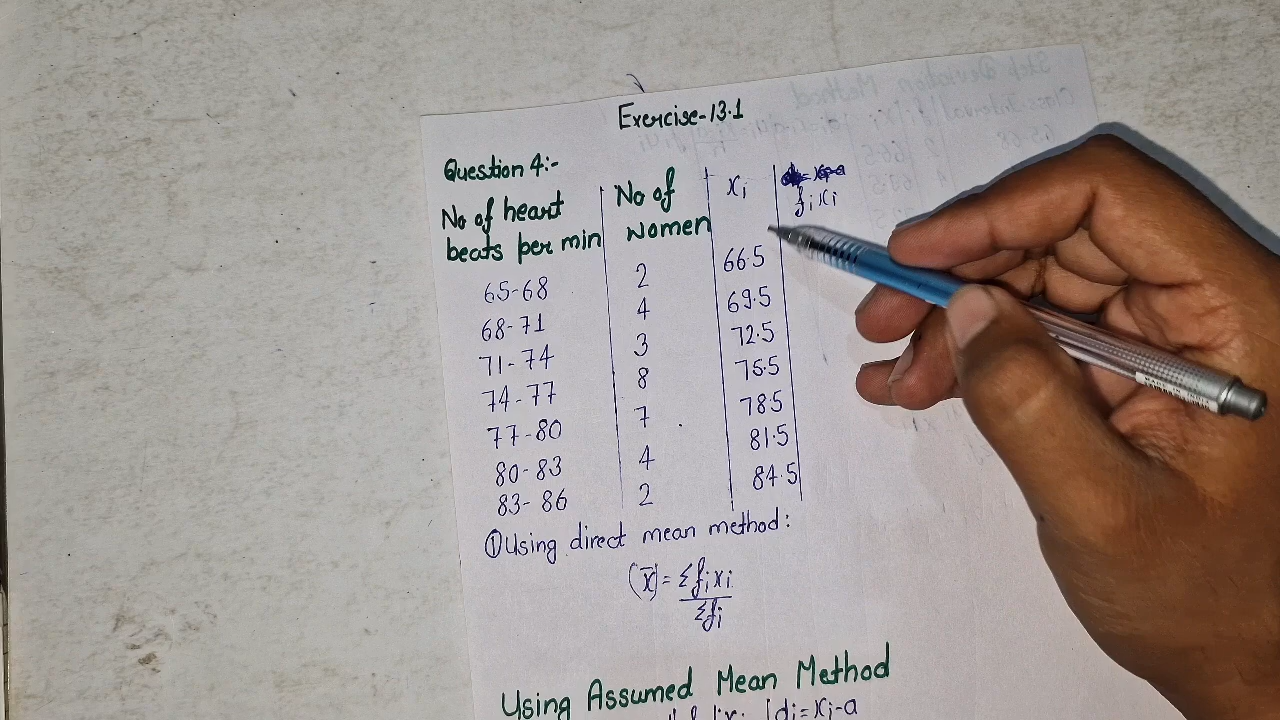 Exercise-13.1
Question 4:-
No of heart beats per min | No of women | xi | fixi
65-68 2 66.5
68-71 4 69.5
71-74 3 72.5
74-77 8 75.5
77-80 7 78.5
80-83 4 81.5
83-86 2 84.5
① Using direct mean method:
(x̄) = Σfixi
Σfi
Using Assumed Mean Method
di=xi-a